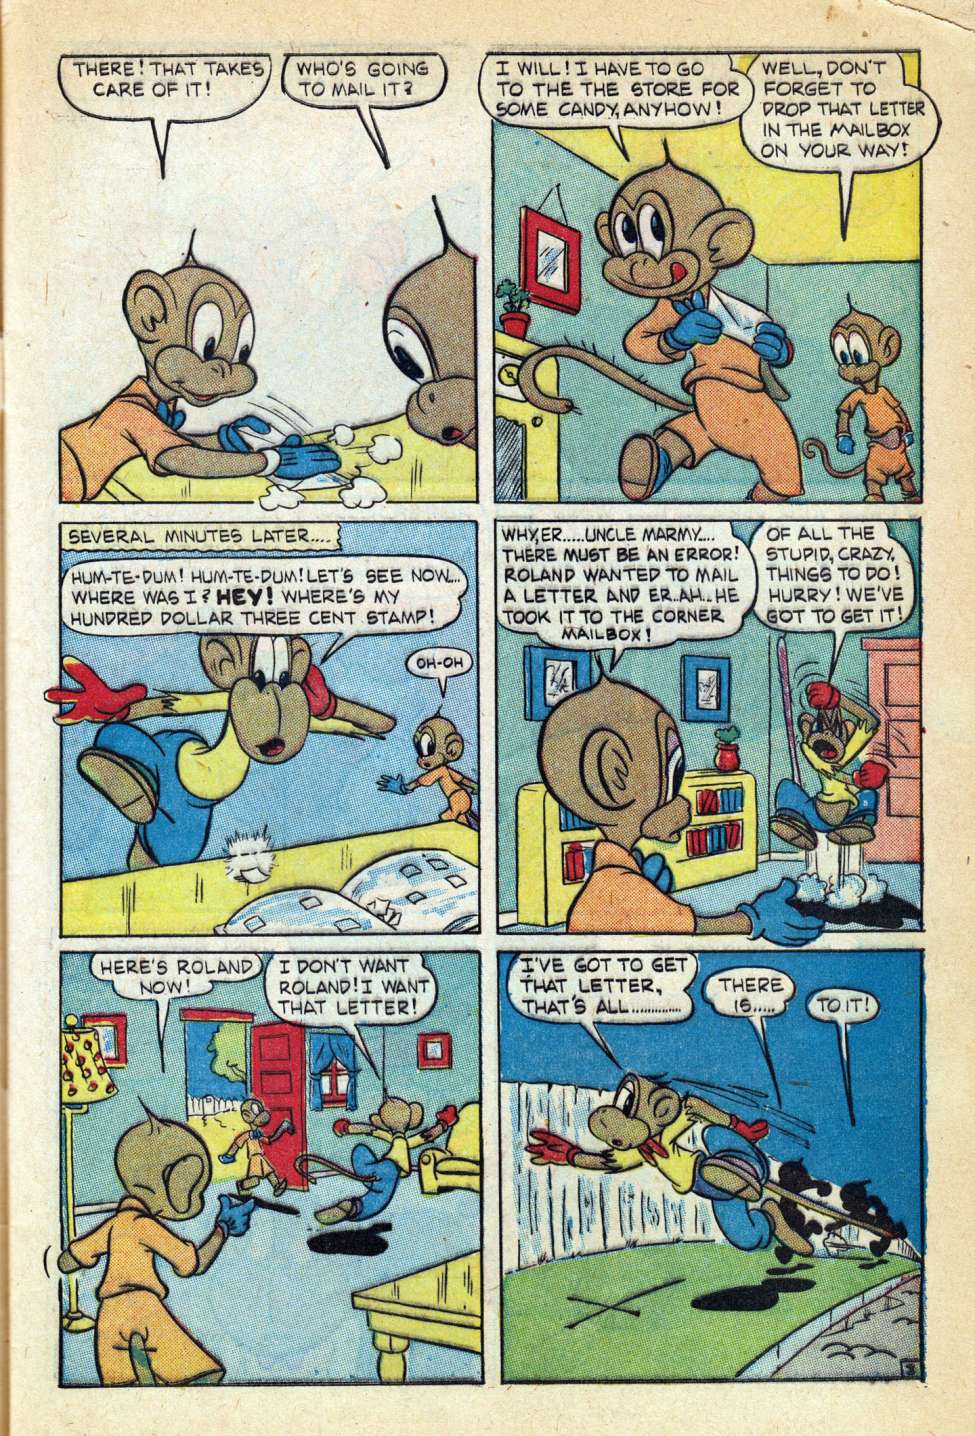 THERE! THAT TAKES
CARE OF IT!
WHO'S GOING
TO MAIL IT?
I WILL! I HAVE TO GO
TO THE THE STORE FOR
SOME CANDY, ANYHOW!
WELL, DON'T
FORGET TO
DROP THAT LETTER
IN THE MAILBOX
ON YOUR WAY!
SEVERAL MINUTES LATER....
HUM-TE-DUM! HUM-TE-DUM! LET'S SEE NOW...
WHERE WAS I? HEY! WHERE'S MY
HUNDRED DOLLAR THREE CENT STAMP!
OH-OH
WHY, ER.....UNCLE MARMY....
THERE MUST BE AN ERROR!
ROLAND WANTED TO MAIL
A LETTER AND ER..AH...HE
TOOK IT TO THE CORNER
MAILBOX!
OF ALL THE
STUPID, CRAZY,
THINGS TO DO!
HURRY! WE'VE
GOT TO GET IT!
HERE'S ROLAND
NOW!
I DON'T WANT
ROLAND! I WANT
THAT LETTER!
I'VE GOT TO GET
THAT LETTER,
THAT'S ALL.............
THERE
IS.....
TO IT!
3